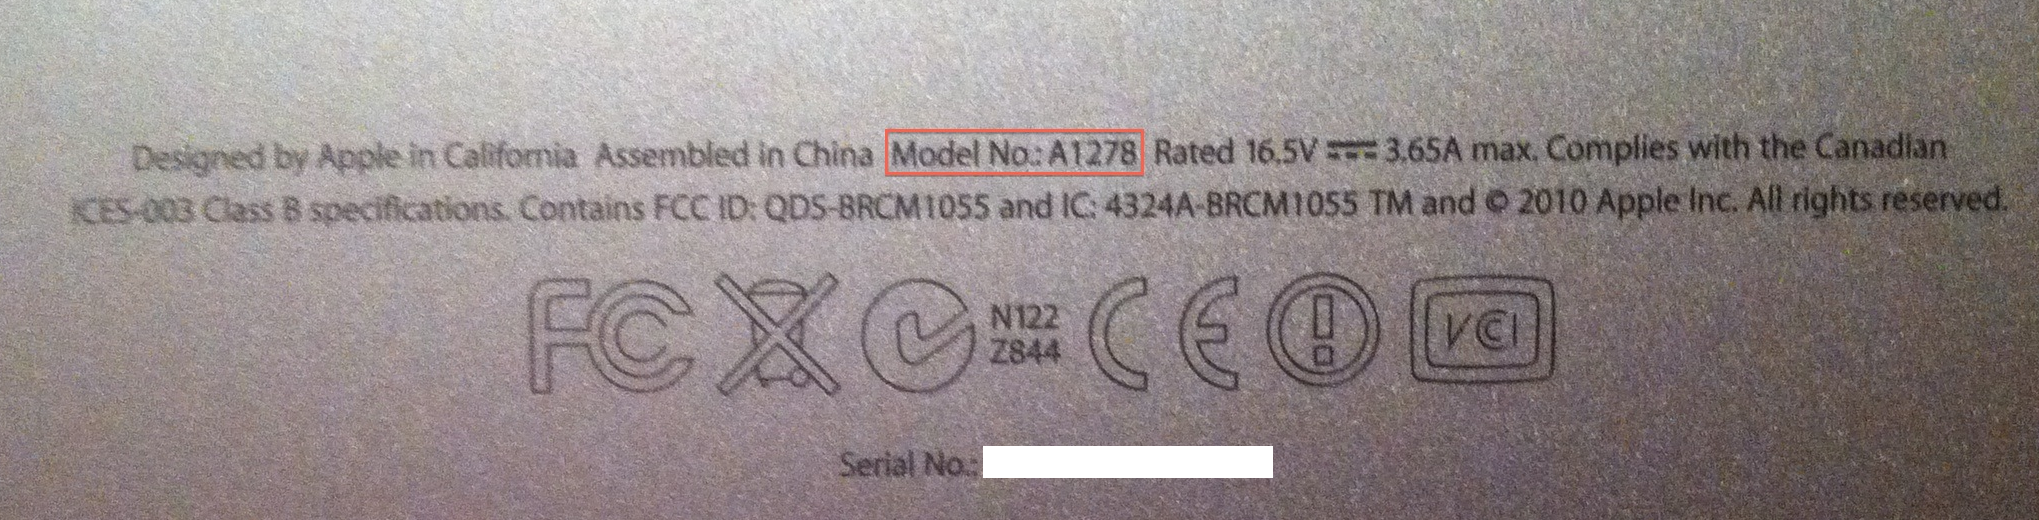 Designed by Apple in California Assembled in China Model No.: A1278 Rated 16.5V ⎓ 3.65A max. Complies with the Canadian
ICES-003 Class B specifications. Contains FCC ID: QDS-BRCM1055 and IC: 4324A-BRCM1055 TM and © 2010 Apple Inc. All rights reserved.
FC N122 CE ! VCI
Z844
Serial No.: